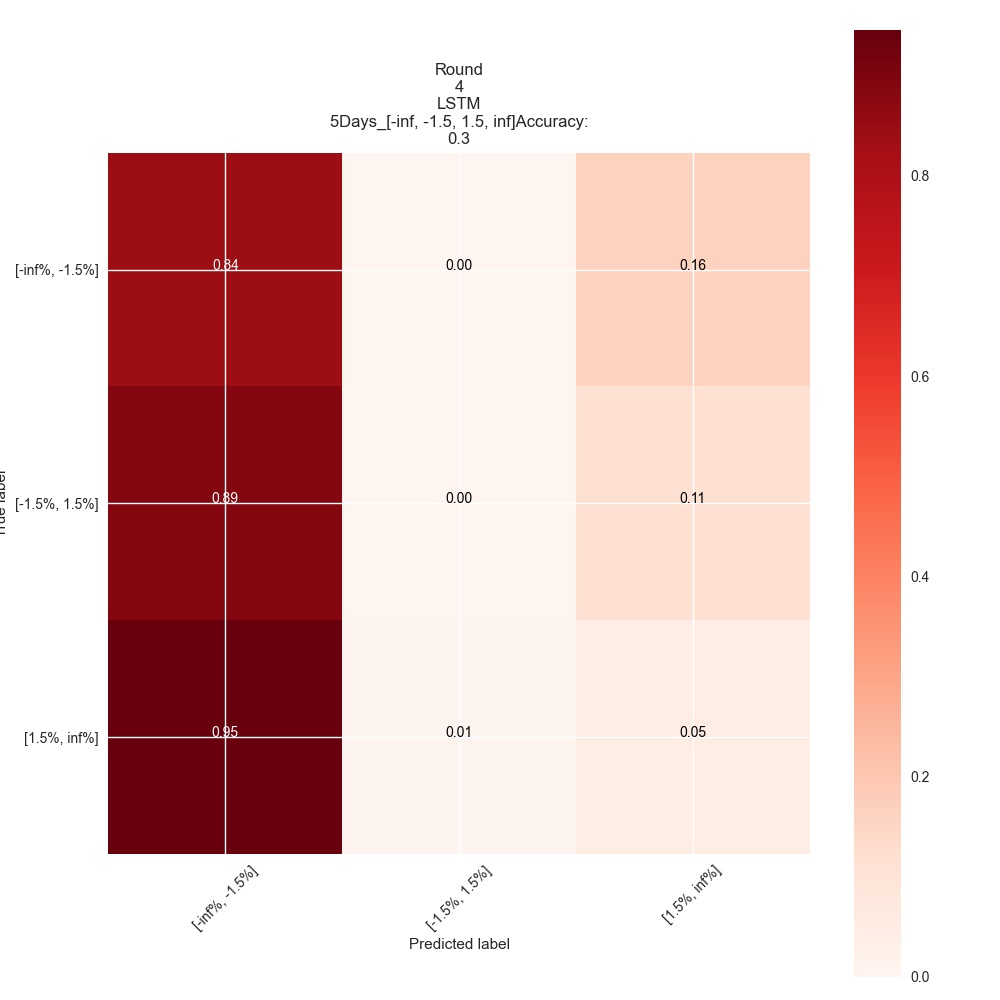 Round
4
LSTM
5Days_[-inf, -1.5, 1.5, inf]Accuracy:
0.3
0.8
0.6
0.4
0.2
0.0
[-inf%, -1.5%]
0.84
0.00
0.16
[-1.5%, 1.5%]
0.89
0.00
0.11
[1.5%, inf%]
0.95
0.01
0.05
True label
[-inf%, -1.5%]
[-1.5%, 1.5%]
[1.5%, inf%]
Predicted label